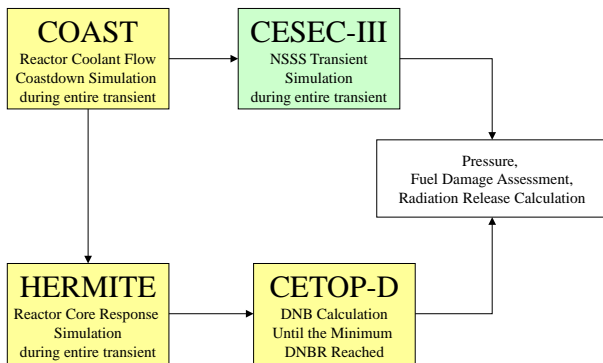 COAST
Reactor Coolant Flow
Coastdown Simulation
during entire transient
CESEC-III
NSSS Transient
Simulation
during entire transient
Pressure,
Fuel Damage Assessment,
Radiation Release Calculation
HERMITE
Reactor Core Response
Simulation
during entire transient
CETOP-D
DNB Calculation
Until the Minimum
DNBR Reached